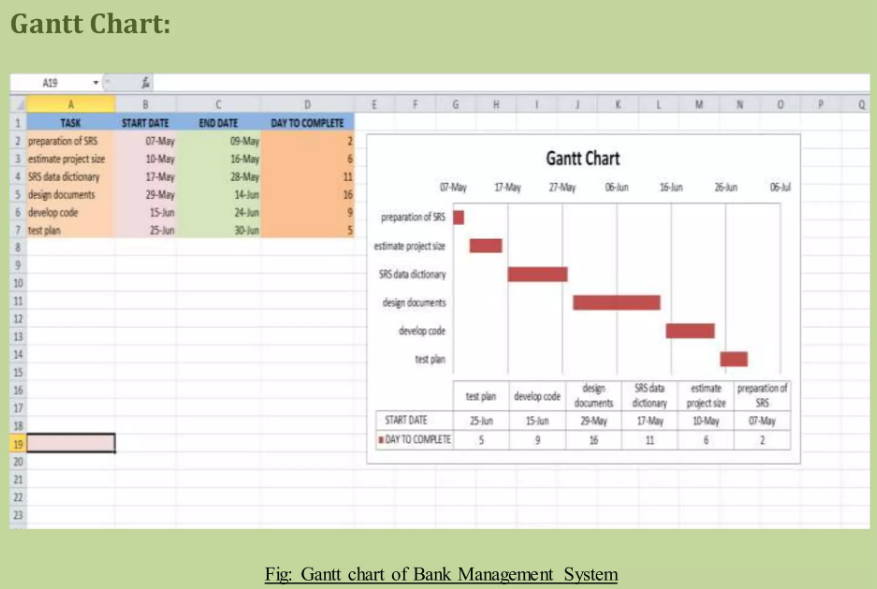 Gantt Chart:
A19 fx
A B C D E F G H I J K L M N O P Q
1 TASK START DATE END DATE DAY TO COMPLETE
2 preparation of SRS 07-May 09-May 2
3 estimate project size 10-May 16-May 6
4 SRS data dictionary 17-May 28-May 11
5 design documents 29-May 14-Jun 16
6 develop code 15-Jun 24-Jun 9
7 test plan 25-Jun 30-Jun 5
8
9
10
11
12
13
14
15
16
17
18
19
20
21
22
23
Gantt Chart
07-May 17-May 27-May 06-Jun 16-Jun 26-Jun 06-Jul
preparation of SRS
estimate project size
SRS data dictionary
design documents
develop code
test plan
test plan develop code design documents SRS data dictionary estimate project size preparation of SRS
START DATE 25-Jun 15-Jun 29-May 17-May 10-May 07-May
DAY TO COMPLETE 5 9 16 11 6 2
Fig: Gantt chart of Bank Management System